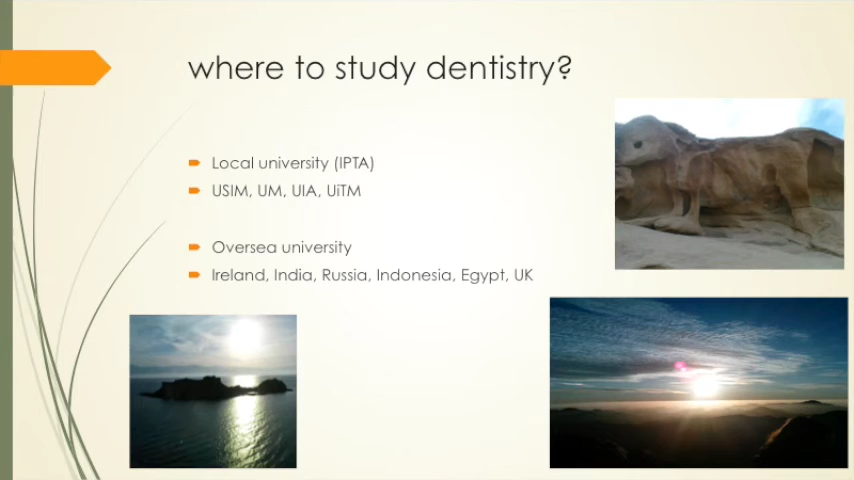 where to study dentistry?
Local university (IPTA)
USIM, UM, UIA, UiTM
Oversea university
Ireland, India, Russia, Indonesia, Egypt, UK